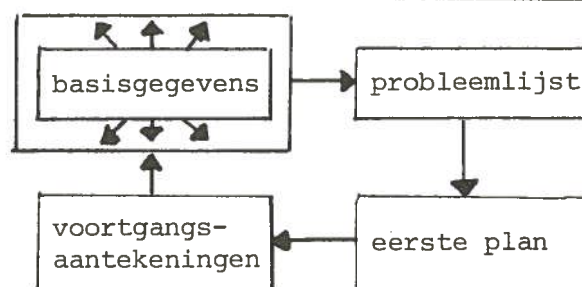 basisgegevens
probleemlijst
voortgangs-
aantekeningen
eerste plan